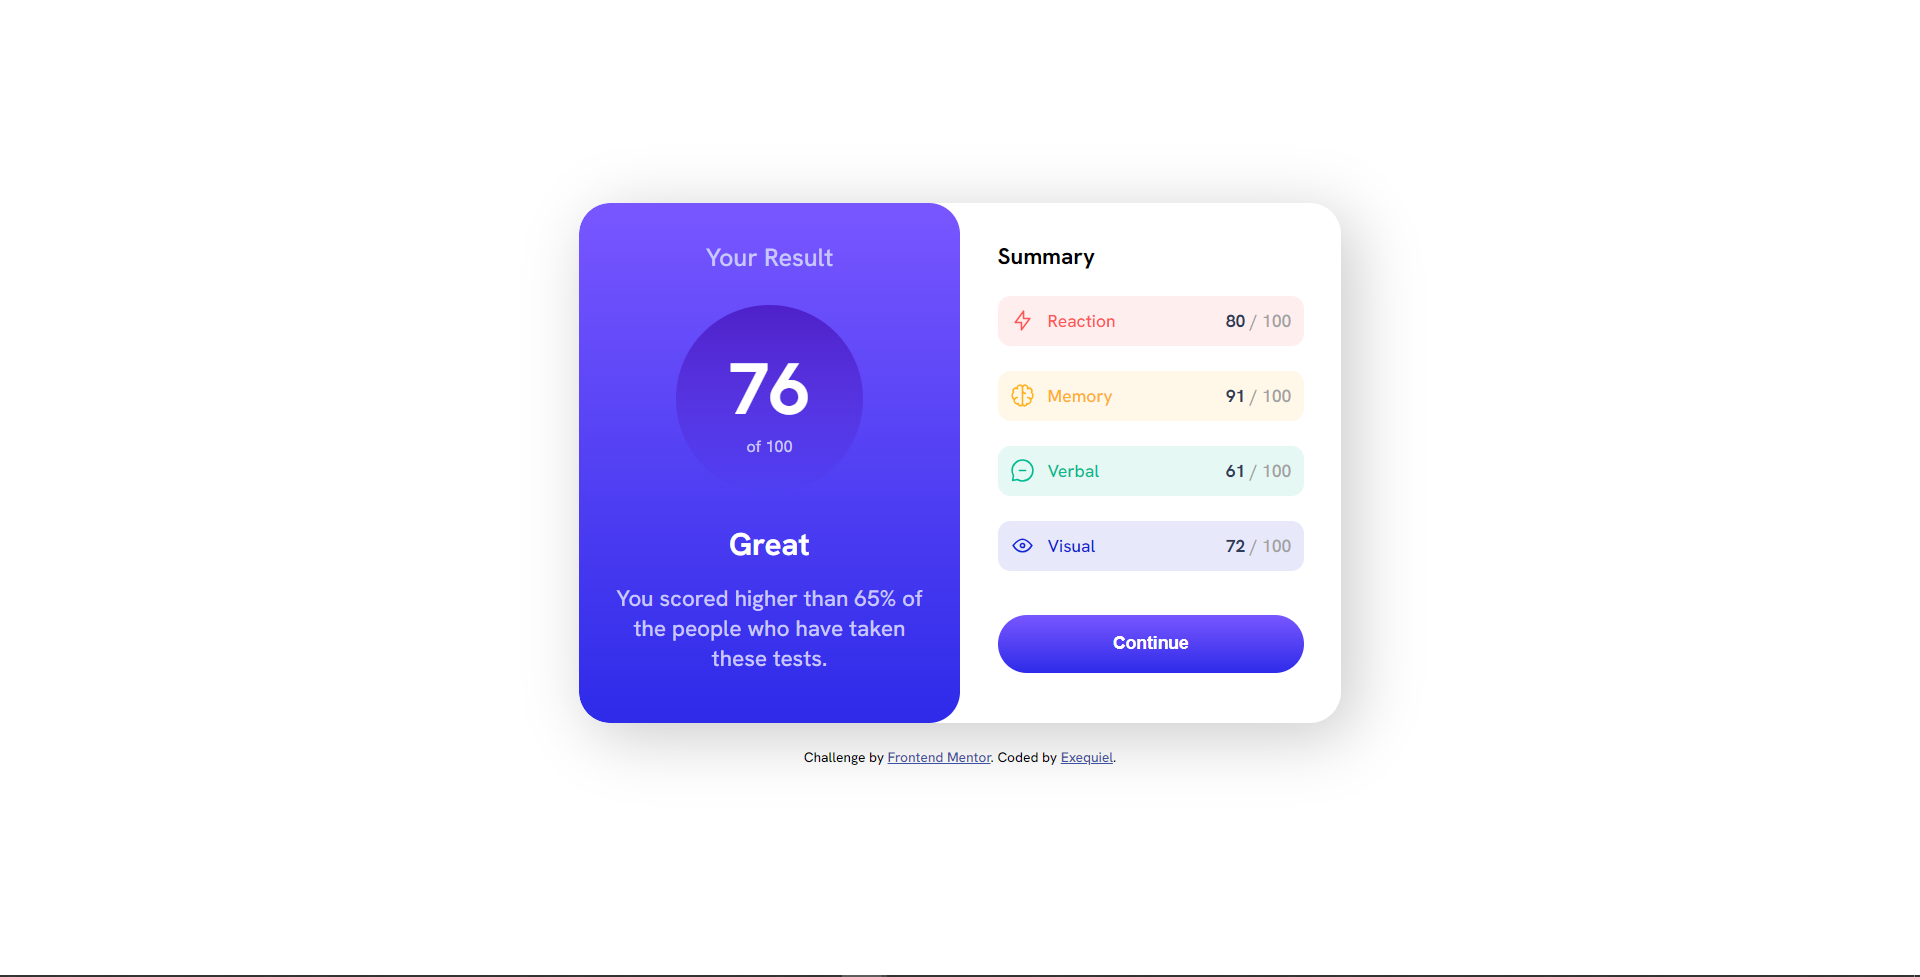 Your Result
76
of 100
Great
You scored higher than 65% of
the people who have taken
these tests.
Summary
Reaction 80 / 100
Memory 91 / 100
Verbal 61 / 100
Visual 72 / 100
Continue
Challenge by Frontend Mentor. Coded by Exequiel.